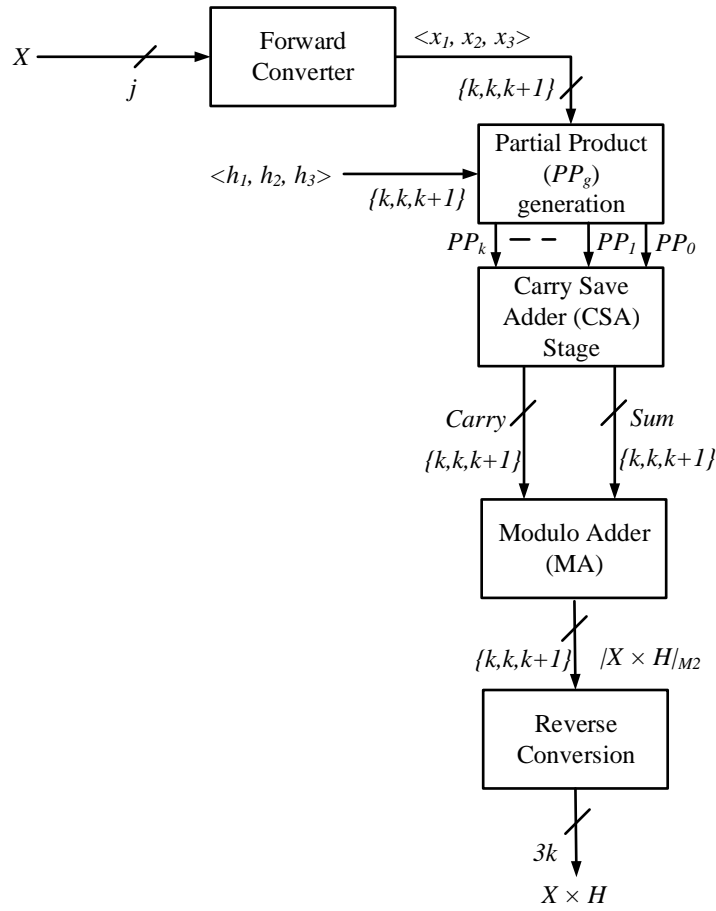 <x1, x2, x3>
Forward
Converter
X
j
{k,k,k+1}
Partial Product
(PPg)
generation
<h1, h2, h3>
{k,k,k+1}
PPk
PP1
PP0
Carry Save
Adder (CSA)
Stage
Carry
Sum
{k,k,k+1}
{k,k,k+1}
Modulo Adder
(MA)
{k,k,k+1}
|X × H|M2
Reverse
Conversion
3k
X × H